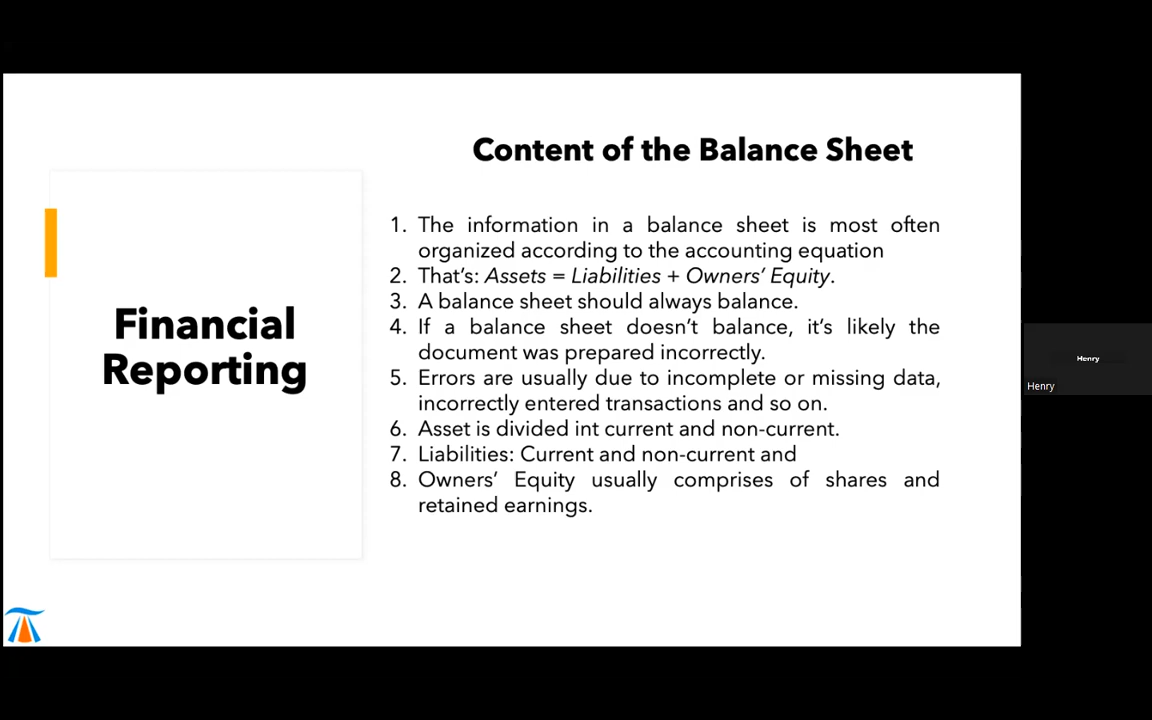 Content of the Balance Sheet
Financial
Reporting
1. The information in a balance sheet is most often
organized according to the accounting equation
2. That's: Assets = Liabilities + Owners' Equity.
3. A balance sheet should always balance.
4. If a balance sheet doesn't balance, it's likely the
document was prepared incorrectly.
5. Errors are usually due to incomplete or missing data,
incorrectly entered transactions and so on.
6. Asset is divided int current and non-current.
7. Liabilities: Current and non-current and
8. Owners' Equity usually comprises of shares and
retained earnings.
Henry
Henry